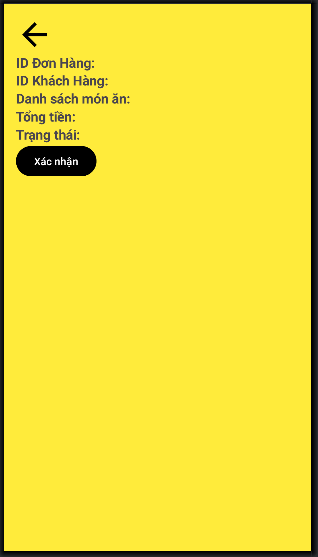 ID Đơn Hàng:
ID Khách Hàng:
Danh sách món ăn:
Tổng tiền:
Trạng thái:
Xác nhận